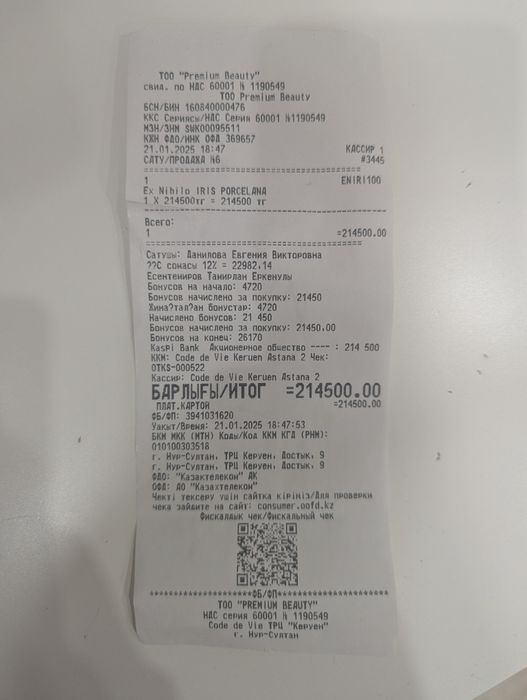 ТОО "Premium Beauty"
свид. по НДС 60001 № 1190549
ТОО Premium Beauty
БСН/БИН 160840000476
ККС Сериясы/НДС Серия 60001 №1190549
МЗН/ЗНМ SWK00095511
КЖН ФДО/ИНК ОФД 369657
21.01.2025 18:47 КАССИР 1
САТУ/ПРОДАЖА №6 #3445
1 ENIRI100
Ex Nihilo IRIS PORCELANA
1 X 214500тг = 214500 тг
Всего:
1 =214500.00
Сатушы: Данилова Евгения Викторовна
??С сомасы 12% = 22982.14
Есентемиров Тамирлан Еркенулы
Бонусов на начало: 4720
Бонусов начислено за покупку: 21450
Жина?тал?ан бонустар: 4720
Начислено бонусов: 21 450
Бонусов начислено за покупку: 21450.00
Бонусов на конец: 26170
Kaspi Bank Акционерное общество ---- : 214 500
ККМ: Code de Vie Keruen Astana 2 Чек:
OTKS-000522
Кассир: Code de Vie Keruen Astana 2
БАРЛЫҒЫ/ИТОГ =214500.00
ПЛАТ.КАРТОЙ =214500.00
ФБ/ФП: 3941031620
Уақыт/Время: 21.01.2025 18:47:53
БКМ МКК (МТН) Коды/Код ККМ КГД (РНМ):
010100303518
г. Нур-Султан, ТРЦ Керуен, Достык, 9
г. Нур-Султан, ТРЦ Керуен, Достык, 9
ФДО: "Казахтелеком" АҚ
ОФД: АО "Казахтелеком"
Чекті тексеру үшін сайтқа кіріңіз/Для проверки
чека зайдите на сайт: consumer.oofd.kz
Фискалдык чек/Фискальный чек
************************ФБ/ФП************************
ТОО "PREMIUM BEAUTY"
НДС серия 60001 № 1190549
Code de Vie ТРЦ "Керуен"
г. Нур-Султан